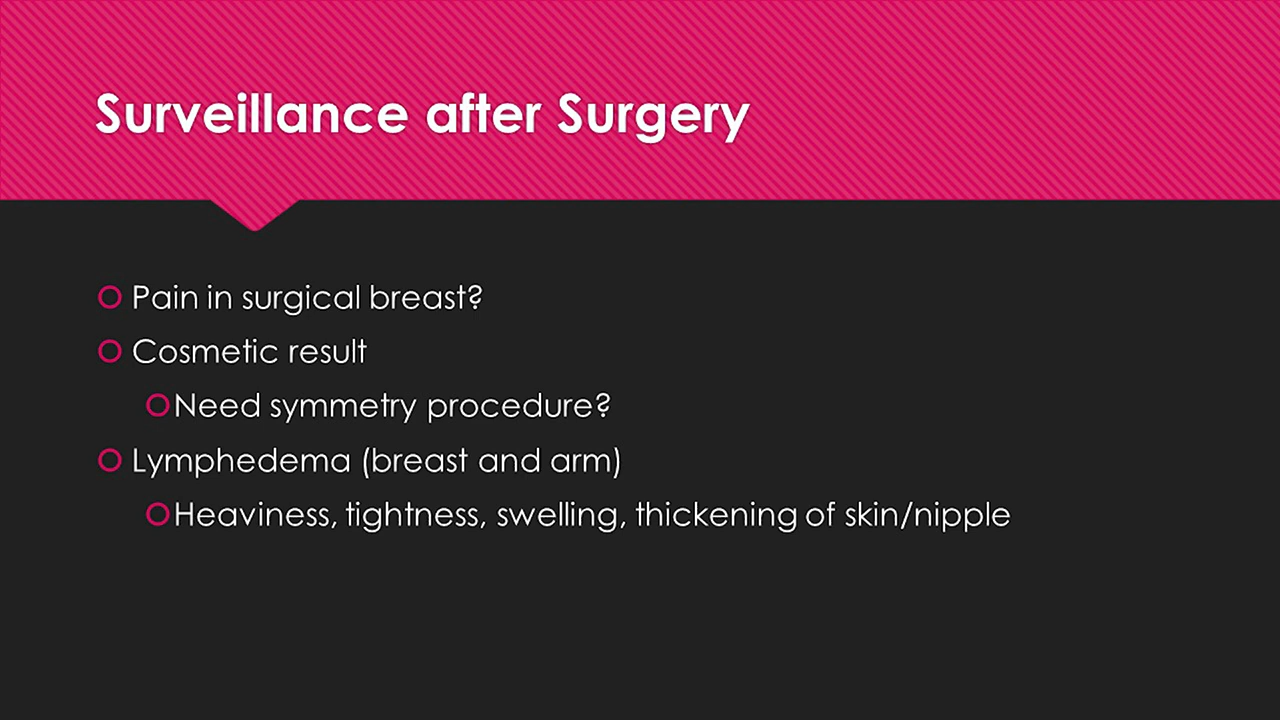 Surveillance after Surgery
Pain in surgical breast?
Cosmetic result
Need symmetry procedure?
Lymphedema (breast and arm)
Heaviness, tightness, swelling, thickening of skin/nipple